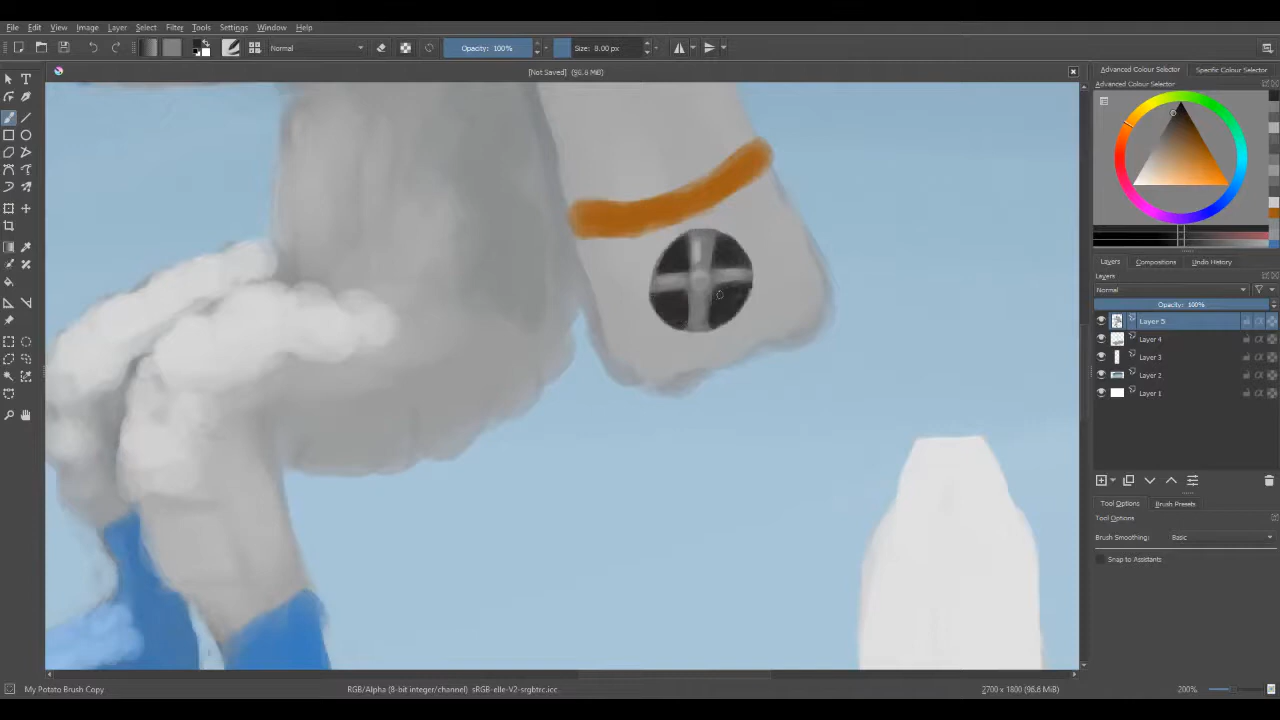 File Edit View Image Layer Select Filter Tools Settings Window Help
Normal Opacity: 100% Size: 8.00 px
[Not Saved] (96.6 MiB)
Advanced Colour Selector Specific Colour Selector
Advanced Colour Selector
Layers Compositions Undo History
Layers
Normal
Opacity: 100%
Layer 5
Layer 4
Layer 3
Layer 2
Layer 1
Tool Options Brush Presets
Tool Options
Brush Smoothing: Basic
Snap to Assistants
My Potato Brush Copy RGB/Alpha (8-bit integer/channel) sRGB-elle-V2-srgbtrc.icc 2700 x 1800 (96.6 MiB) 200%